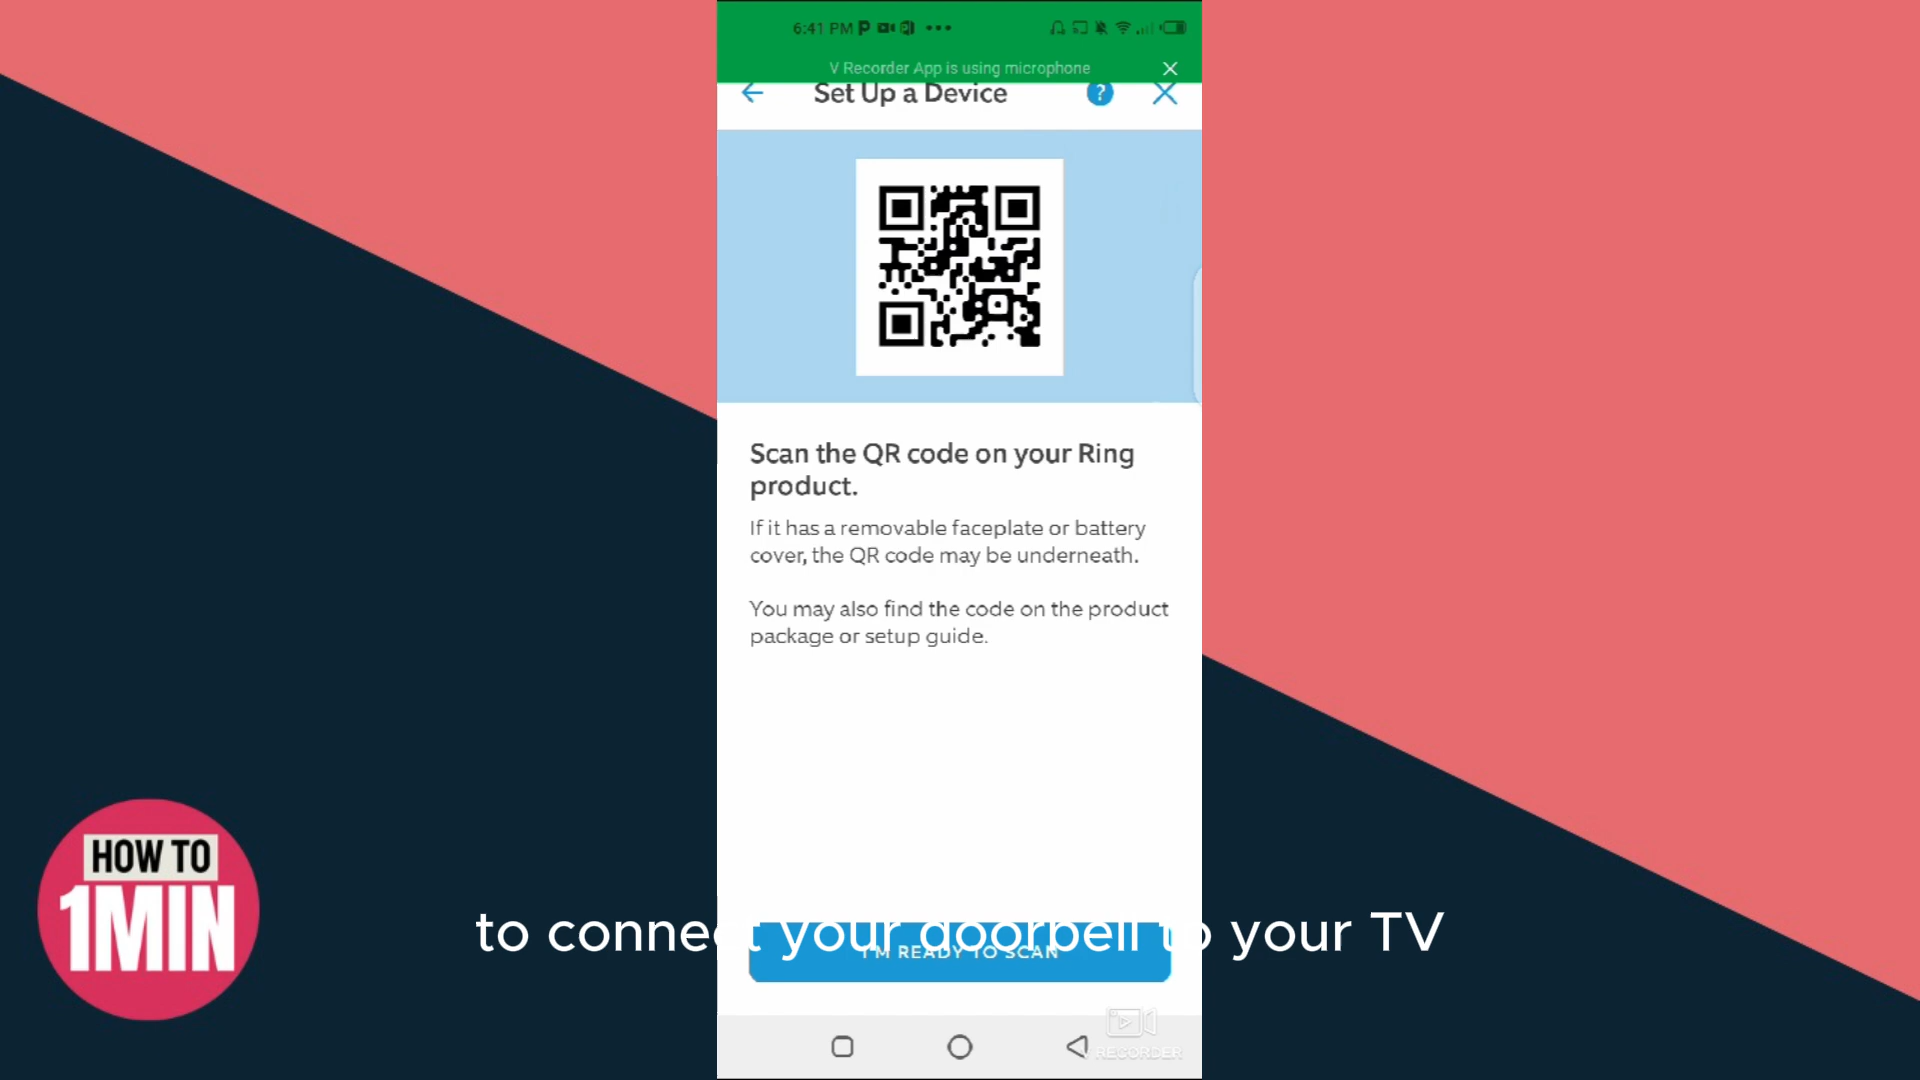 6:41 PM
V Recorder App is using microphone
Set Up a Device
?
Scan the QR code on your Ring
product.
If it has a removable faceplate or battery
cover, the QR code may be underneath.
You may also find the code on the product
package or setup guide.
I'M READY TO SCAN
to connect your doorbell to your TV
HOW TO
1MIN
RECORDER